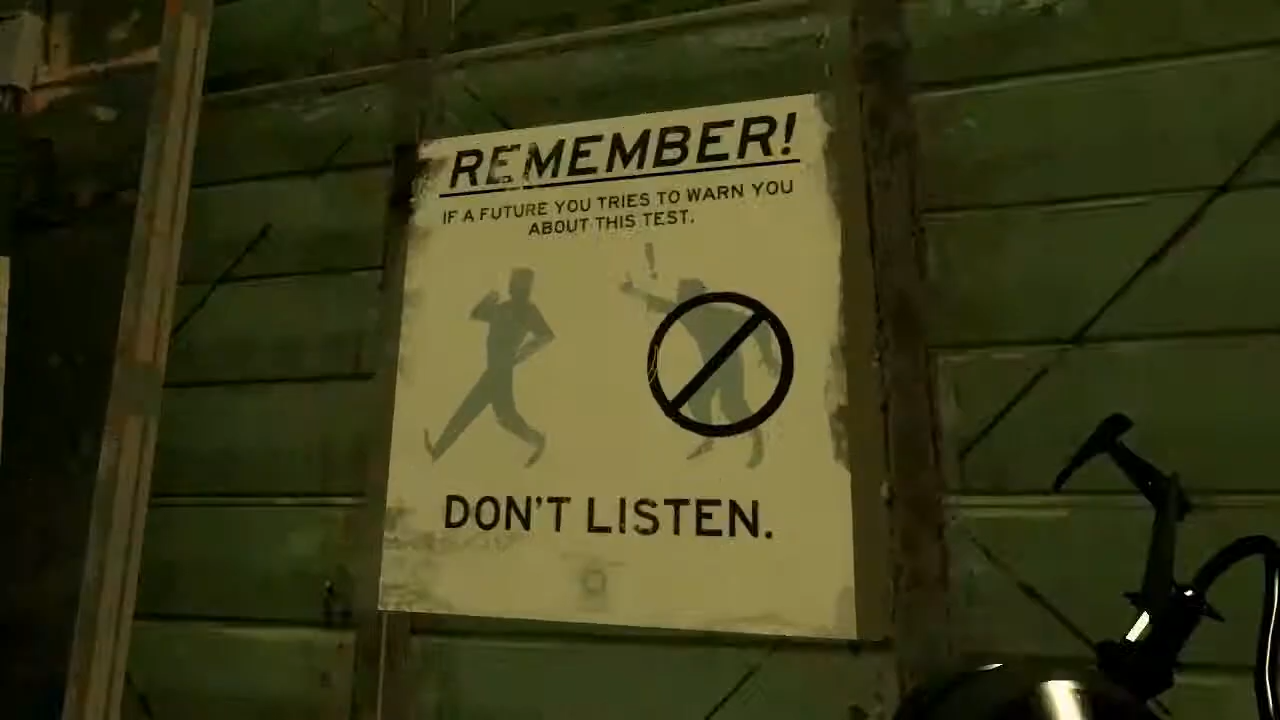 REMEMBER!
IF A FUTURE YOU TRIES TO WARN YOU
ABOUT THIS TEST.
!
DON'T LISTEN.